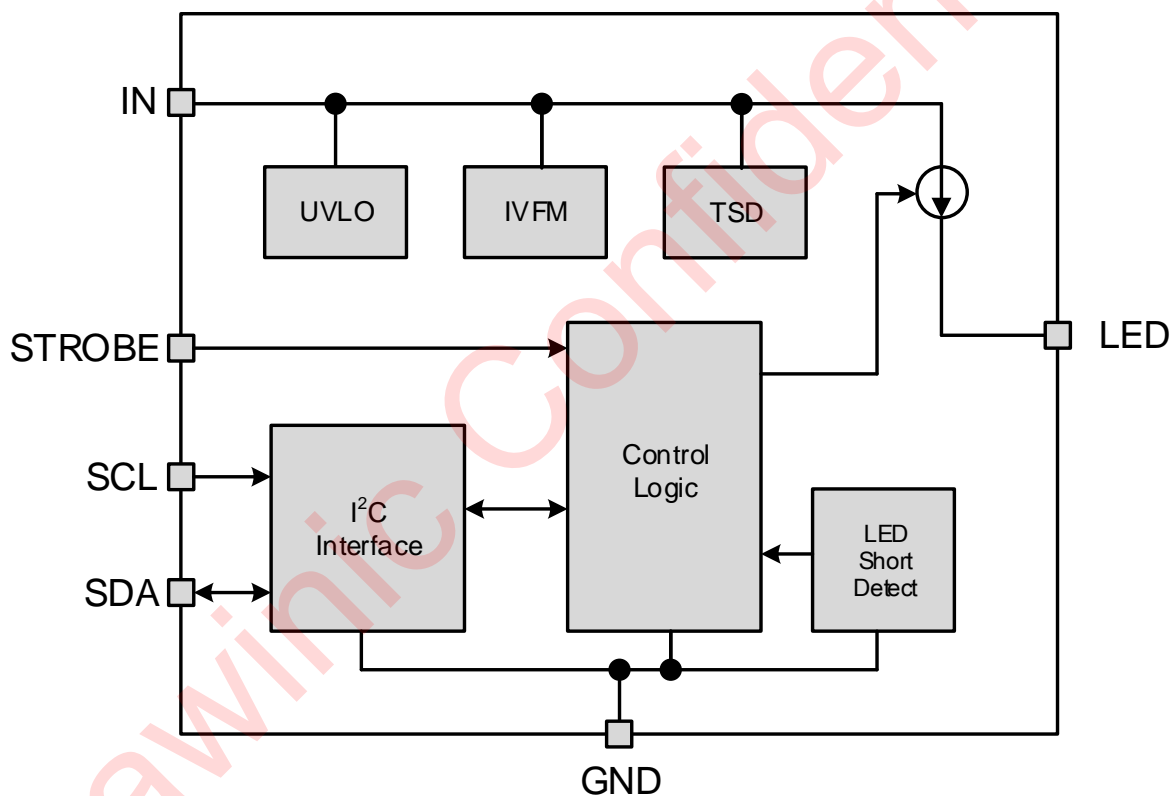 IN
UVLO
IVFM
TSD
STROBE
LED
SCL
SDA
I²C
Interface
Control
Logic
LED
Short
Detect
GND
awinic Confiden